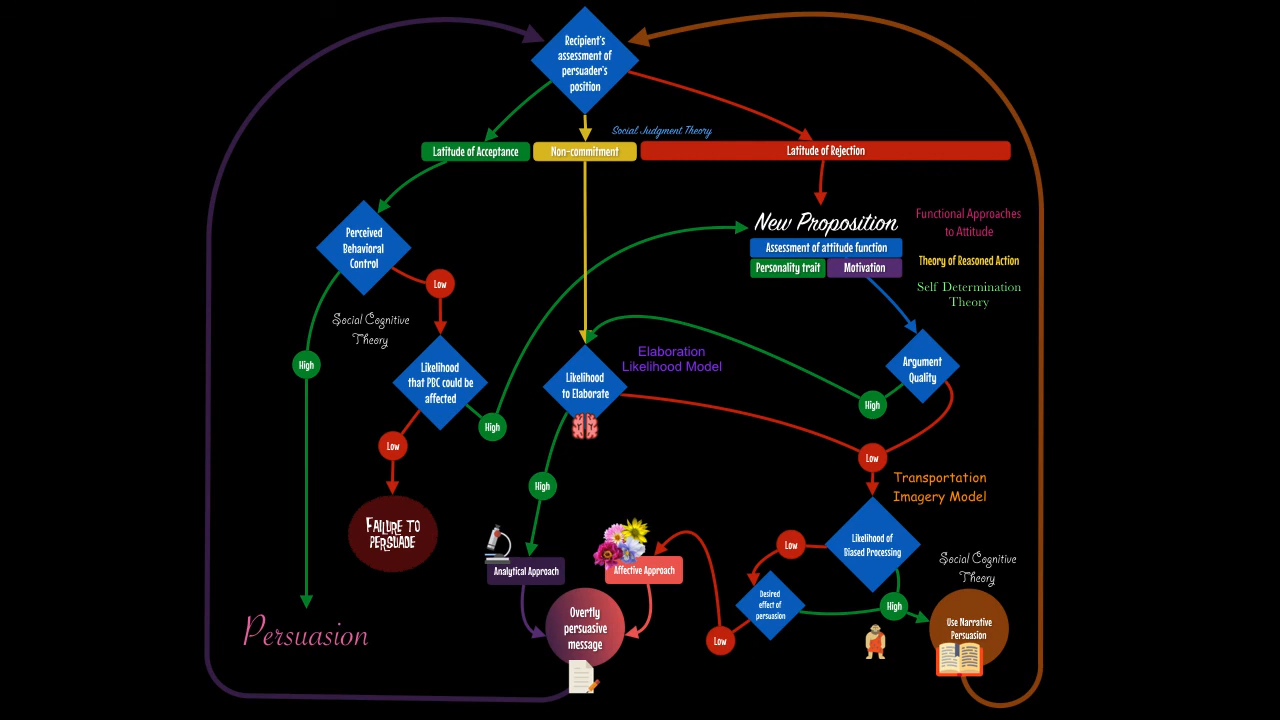 Recipient's
assessment of
persuader's
position
Social Judgment Theory
Latitude of Acceptance
Non-commitment
Latitude of Rejection
New Proposition
Assessment of attitude function
Personality trait
Motivation
Functional Approaches
to Attitude
Theory of Reasoned Action
Self Determination
Theory
Perceived
Behavioral
Control
Low
Social Cognitive
Theory
High
Likelihood
that PBC could be
affected
Low
High
FAILURE TO
PERSUADE
Persuasion
Elaboration
Likelihood Model
Likelihood
to Elaborate
Argument
Quality
High
Low
High
Transportation
Imagery Model
Likelihood of
Biased Processing
Low
High
Social Cognitive
Theory
Analytical Approach
Affective Approach
Desired
effect of
persuasion
Low
Overtly
persuasive
message
Use Narrative
Persuasion